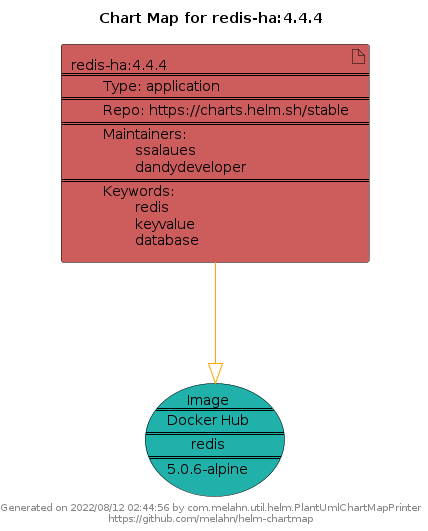 Chart Map for redis-ha:4.4.4
redis-ha:4.4.4
Type: application
Repo: https://charts.helm.sh/stable
Maintainers:
ssalaues
dandydeveloper
Keywords:
redis
keyvalue
database
Image
Docker Hub
redis
5.0.6-alpine
Generated on 2022/08/12 02:44:56 by com.melahn.util.helm.PlantUmlChartMapPrinter
https://github.com/melahn/helm-chartmap